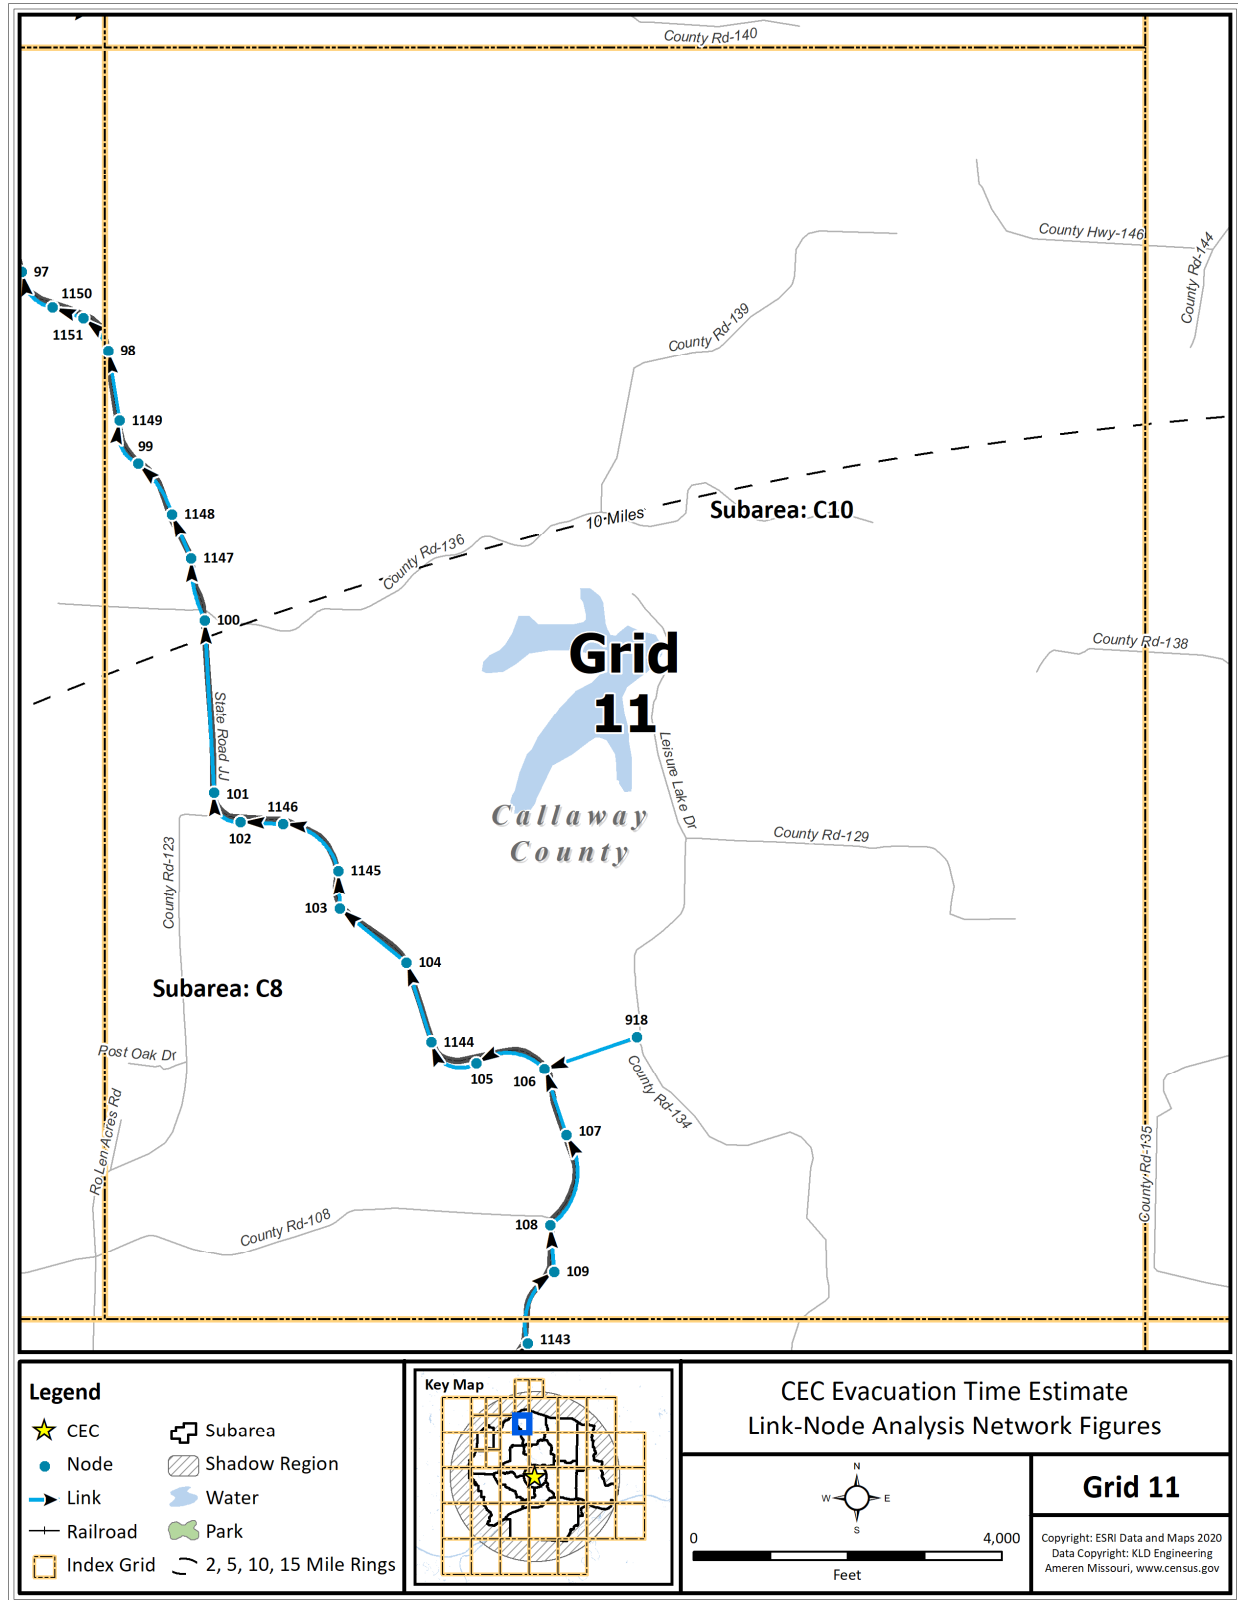 County Rd-140
County Hwy-146
County Rd-144
97
1150
1151
98
County Rd-139
1149
99
1148
Subarea: C10
10 Miles
1147
County Rd-136
100
Grid
11
County Rd-138
State Road JJ
Leisure Lake Dr
101
1146
102
Callaway
County
County Rd-129
County Rd-123
1145
103
104
Subarea: C8
918
1144
105
106
Post Oak Dr
County Rd-134
107
Ro Len Acres Rd
County Rd-135
108
County Rd-108
109
1143
Legend
CEC
Node
Link
Railroad
Index Grid
Subarea
Shadow Region
Water
Park
2, 5, 10, 15 Mile Rings
Key Map
CEC Evacuation Time Estimate
Link-Node Analysis Network Figures
N
W
E
S
0
4,000
Feet
Grid 11
Copyright: ESRI Data and Maps 2020
Data Copyright: KLD Engineering
Ameren Missouri, www.census.gov